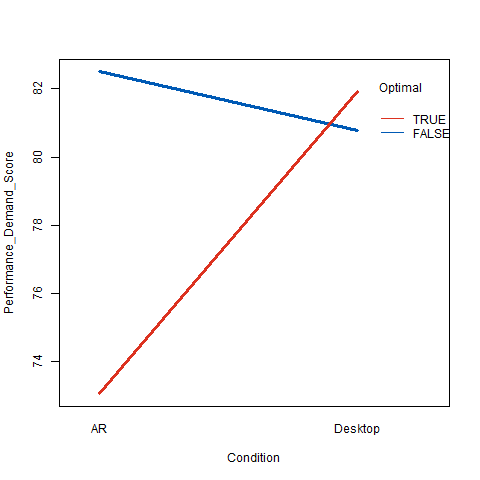 Performance_Demand_Score
82
80
78
76
74
Optimal
TRUE
FALSE
AR
Desktop
Condition